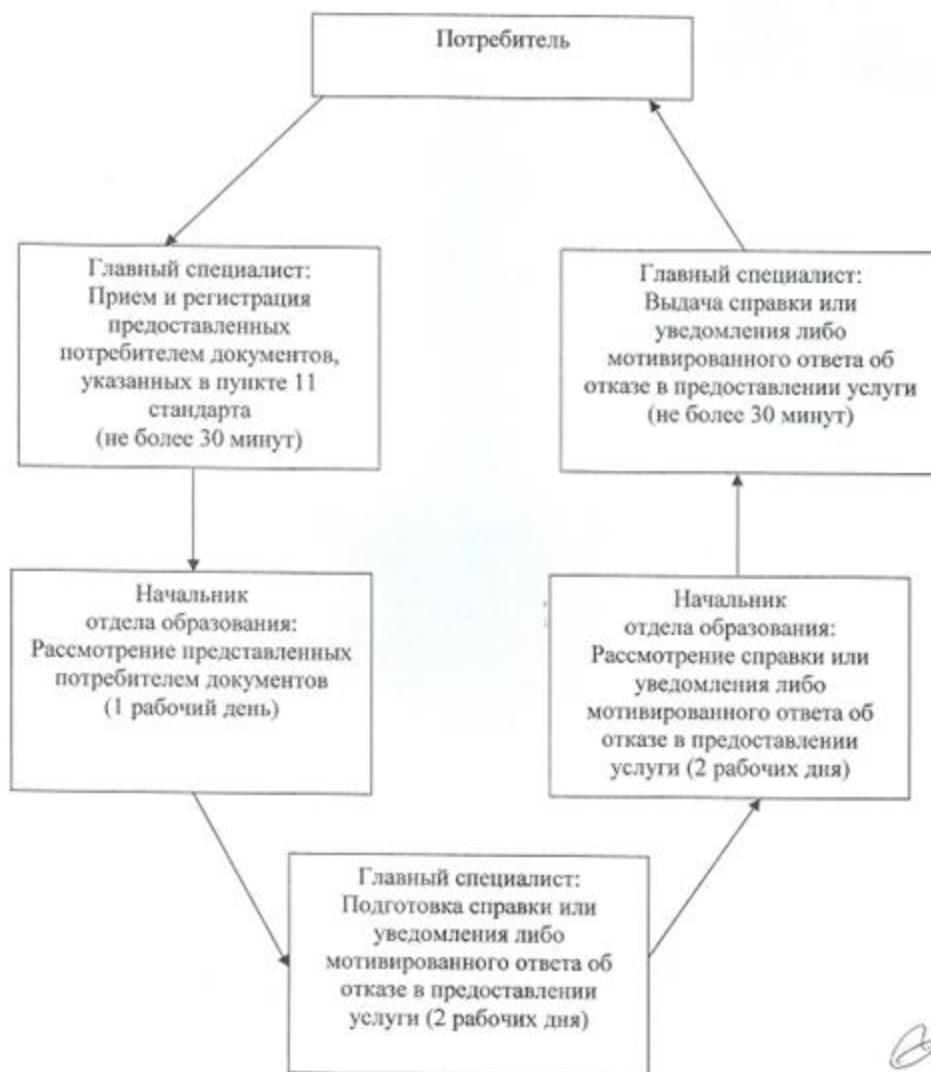 Потребитель
Главный специалист:
Прием и регистрация
предоставленных
потребителем документов,
указанных в пункте 11
стандарта
(не более 30 минут)
Начальник
отдела образования:
Рассмотрение представленных
потребителем документов
(1 рабочий день)
Главный специалист:
Подготовка справки или
уведомления либо
мотивированного ответа об
отказе в предоставлении
услуги (2 рабочих дня)
Начальник
отдела образования:
Рассмотрение справки или
уведомления либо
мотивированного ответа об
отказе в предоставлении
услуги (2 рабочих дня)
Главный специалист:
Выдача справки или
уведомления либо
мотивированного ответа об
отказе в предоставлении услуги
(не более 30 минут)